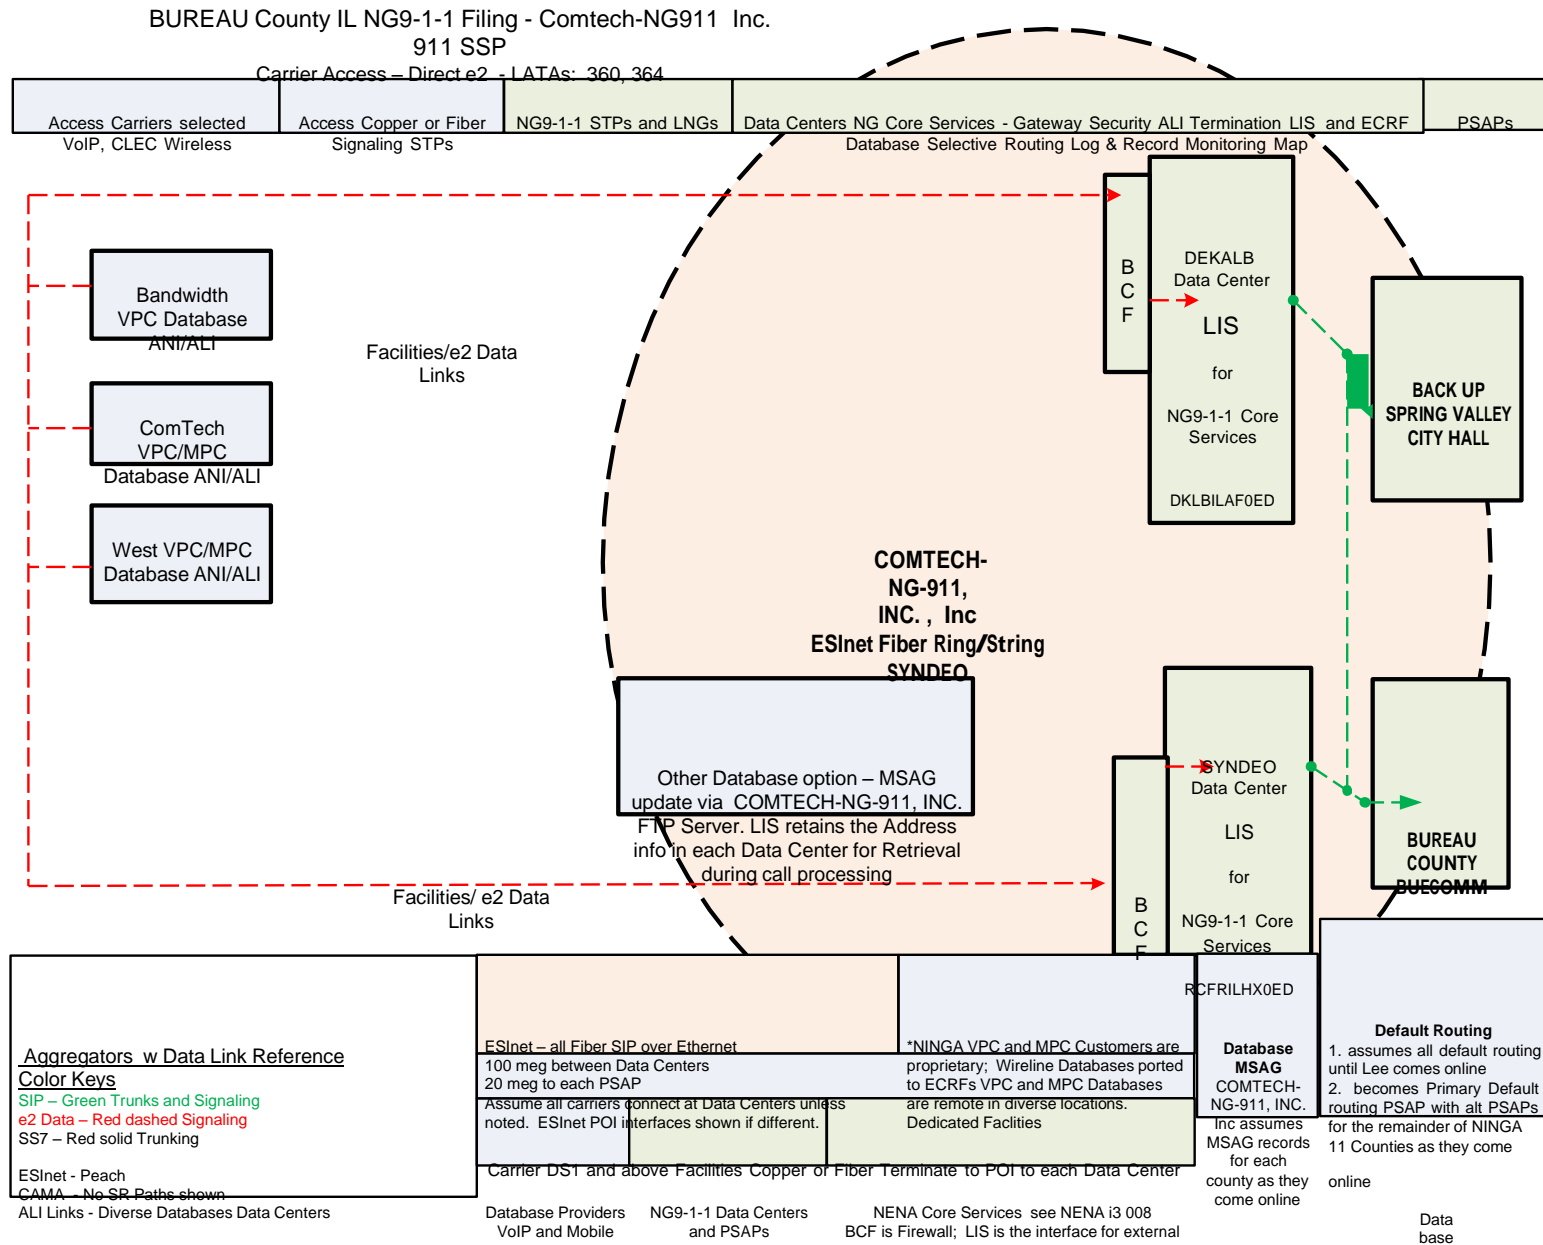 BUREAU County IL NG9-1-1 Filing - Comtech-NG911 Inc.
911 SSP
Carrier Access – Direct e2 - LATAs: 360, 364
Access Carriers selected
VoIP, CLEC Wireless
Access Copper or Fiber
Signaling STPs
NG9-1-1 STPs and LNGs
Data Centers NG Core Services - Gateway Security ALI Termination LIS and ECRF
Database Selective Routing Log & Record Monitoring Map
PSAPs
Bandwidth
VPC Database
ANI/ALI
ComTech
VPC/MPC
Database ANI/ALI
West VPC/MPC
Database ANI/ALI
Facilities/e2 Data
Links
B
C
F
DEKALB
Data Center
LIS
for
NG9-1-1 Core
Services
DKLBILAF0ED
BACK UP
SPRING VALLEY
CITY HALL
COMTECH-
NG-911,
INC. , Inc
ESInet Fiber Ring/String
SYNDEO
Other Database option – MSAG
update via COMTECH-NG-911, INC.
FTP Server. LIS retains the Address
info in each Data Center for Retrieval
during call processing
Facilities/ e2 Data
Links
B
C
F
SYNDEO
Data Center
LIS
for
NG9-1-1 Core
Services
RCFRILHX0ED
BUREAU
COUNTY
BUESOMM
Aggregators w Data Link Reference
Color Keys
SIP – Green Trunks and Signaling
e2 Data – Red dashed Signaling
SS7 – Red solid Trunking
ESInet - Peach
CAMA - No SR Paths shown
ALI Links - Diverse Databases Data Centers
ESInet – all Fiber SIP over Ethernet
100 meg between Data Centers
20 meg to each PSAP
Assume all carriers connect at Data Centers unless
noted. ESInet POI interfaces shown if different.
*NINGA VPC and MPC Customers are
proprietary; Wireline Databases ported
to ECRFs VPC and MPC Databases
are remote in diverse locations.
Dedicated Faclities
Carrier DS1 and above Facilities Copper or Fiber Terminate to POI to each Data Center
Database Providers
VoIP and Mobile
NG9-1-1 Data Centers
and PSAPs
NENA Core Services see NENA i3 008
BCF is Firewall; LIS is the interface for external
Database
MSAG
COMTECH-
NG-911, INC.
Inc assumes
MSAG records
for each
county as they
come online
Default Routing
1. assumes all default routing
until Lee comes online
2. becomes Primary Default
routing PSAP with alt PSAPs
for the remainder of NINGA
11 Counties as they come
online
Data
base